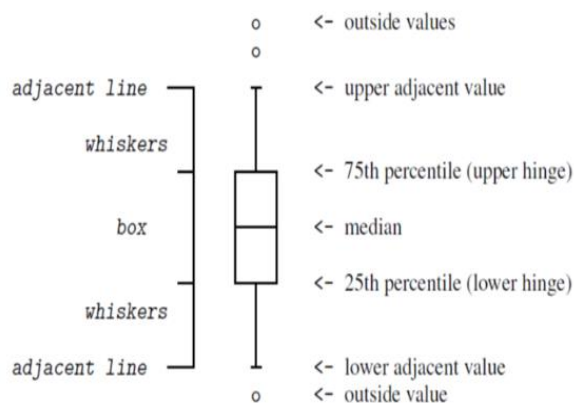 <- outside values
adjacent line <- upper adjacent value
whiskers
<- 75th percentile (upper hinge)
box <- median
<- 25th percentile (lower hinge)
whiskers
adjacent line <- lower adjacent value
<- outside value